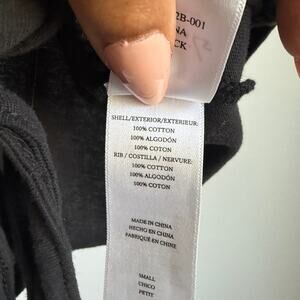 2B-001
NA
CK
SHELL/EXTERIOR/EXTERIEUR:
100% COTTON
100% ALGODÓN
100% COTON
RIB / COSTILLA / NERVURE:
100% COTTON
100% ALGODÓN
100% COTON
MADE IN CHINA
HECHO EN CHINA
FABRIQUÉ EN CHINE
SMALL
CHICO
PETIT